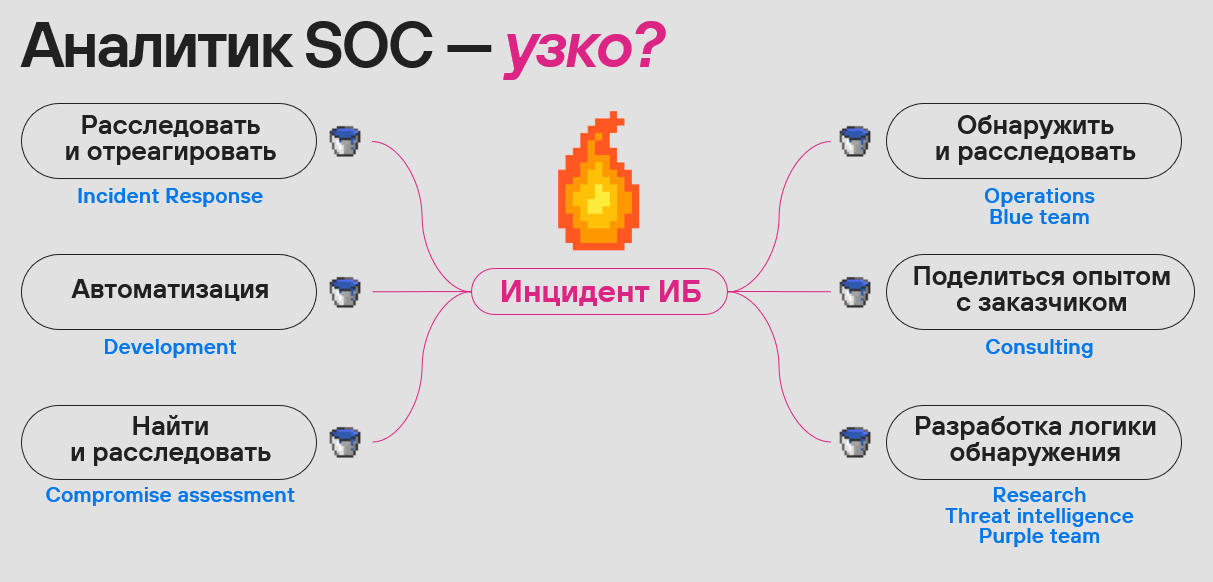 Аналитик SOC — узко?
Расследовать
и отреагировать
Incident Response
Автоматизация
Development
Найти
и расследовать
Compromise assessment
Инцидент ИБ
Обнаружить
и расследовать
Operations
Blue team
Поделиться опытом
с заказчиком
Consulting
Разработка логики
обнаружения
Research
Threat intelligence
Purple team